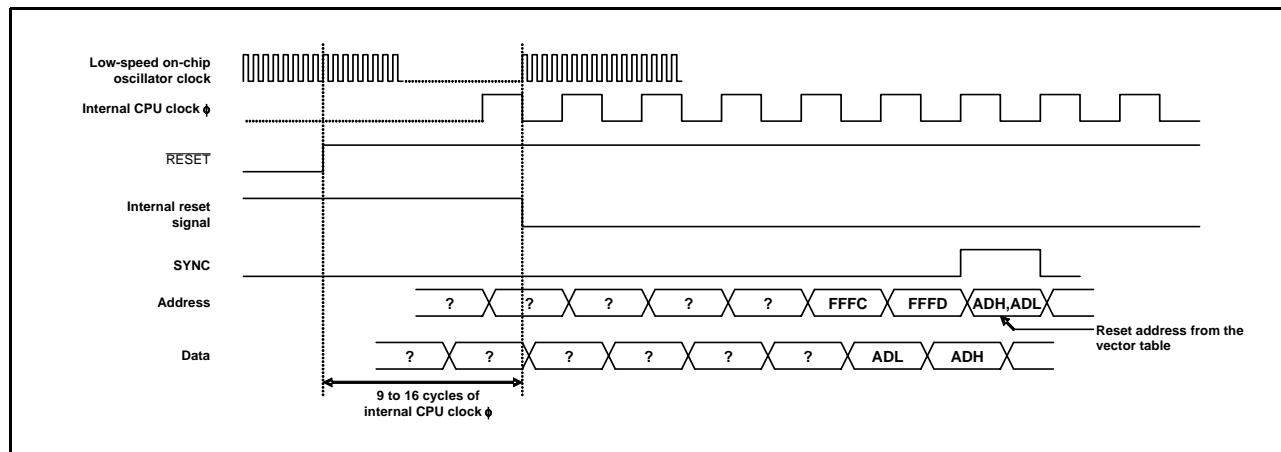 Low-speed on-chip
oscillator clock
Internal CPU clock ϕ
RESET
Internal reset
signal
SYNC
Address
? ? ? ? ? FFFC FFFD ADH,ADL
Reset address from the
vector table
Data
? ? ? ? ? ? ADL ADH
9 to 16 cycles of
internal CPU clock ϕ